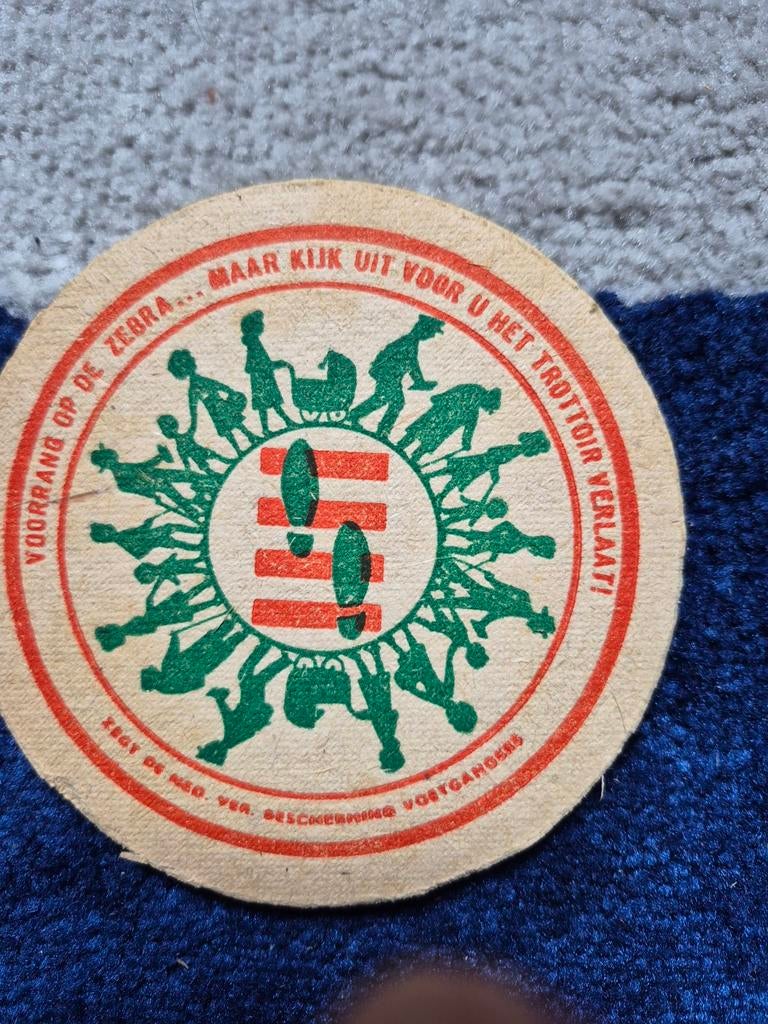 VOORRANG OP DE ZEBRA... MAAR KIJK UIT VOOR U HET TROTTOIR VERLAAT!
ZEGT DE NED. VER. BESCHERMING VOETGANGERS